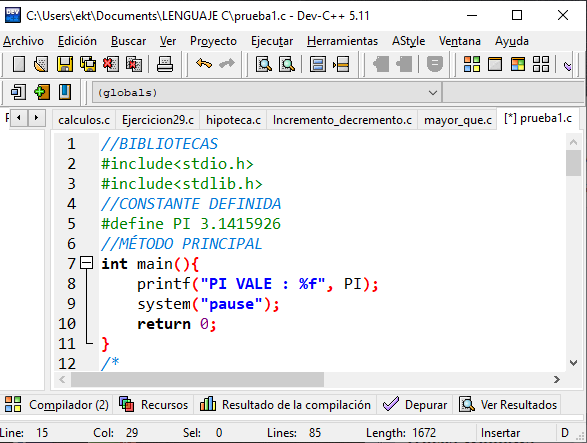 C:\Users\ekt\Documents\LENGUAJE C\prueba1.c - Dev-C++ 5.11
Archivo Edición Buscar Ver Proyecto Ejecutar Herramientas AStyle Ventana Ayuda
(globals)
calculos.c Ejercicion29.c hipoteca.c Incremento_decremento.c mayor_que.c [*] prueba1.c
1 //BIBLIOTECAS
2 #include<stdio.h>
3 #include<stdlib.h>
4 //CONSTANTE DEFINIDA
5 #define PI 3.1415926
6 //MÉTODO PRINCIPAL
7 int main(){
8 printf("PI VALE : %f", PI);
9 system("pause");
10 return 0;
11 }
12 /*
Compilador (2) Recursos Resultado de la compilación Depurar Ver Resultados
Line: 15 Col: 29 Sel: 0 Lines: 85 Length: 1672 Insertar D